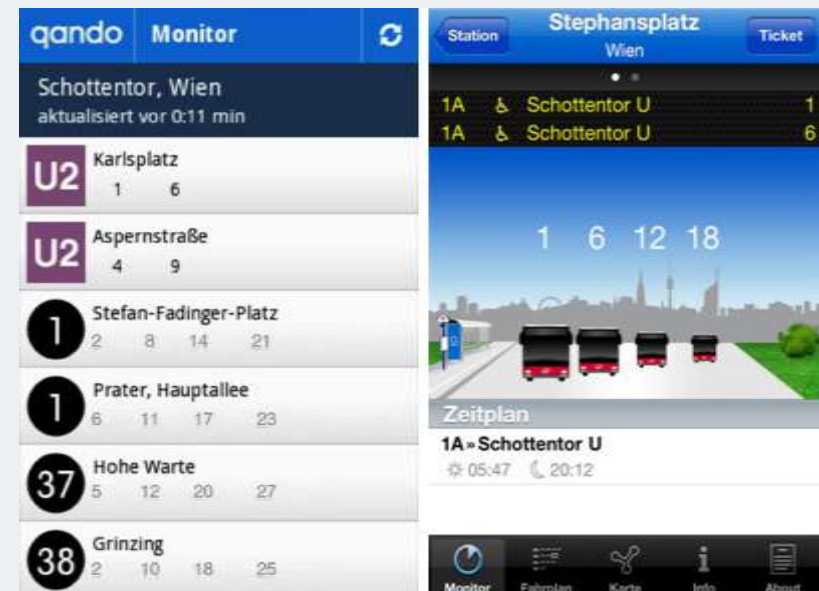 qando Monitor
Schottentor, Wien
aktualisiert vor 0:11 min
U2 Karlsplatz
1 6
U2 Aspernstraße
4 9
1 Stefan-Fadinger-Platz
2 8 14 21
1 Prater, Hauptallee
6 11 17 23
37 Hohe Warte
5 12 20 27
38 Grinzing
2 10 18 25
Station Stephansplatz Ticket
Wien
1A Schottentor U 1
1A Schottentor U 6
1 6 12 18
Zeitplan
1A»Schottentor U
05:47 20:12
Monitor Fahrplan Karte Info About